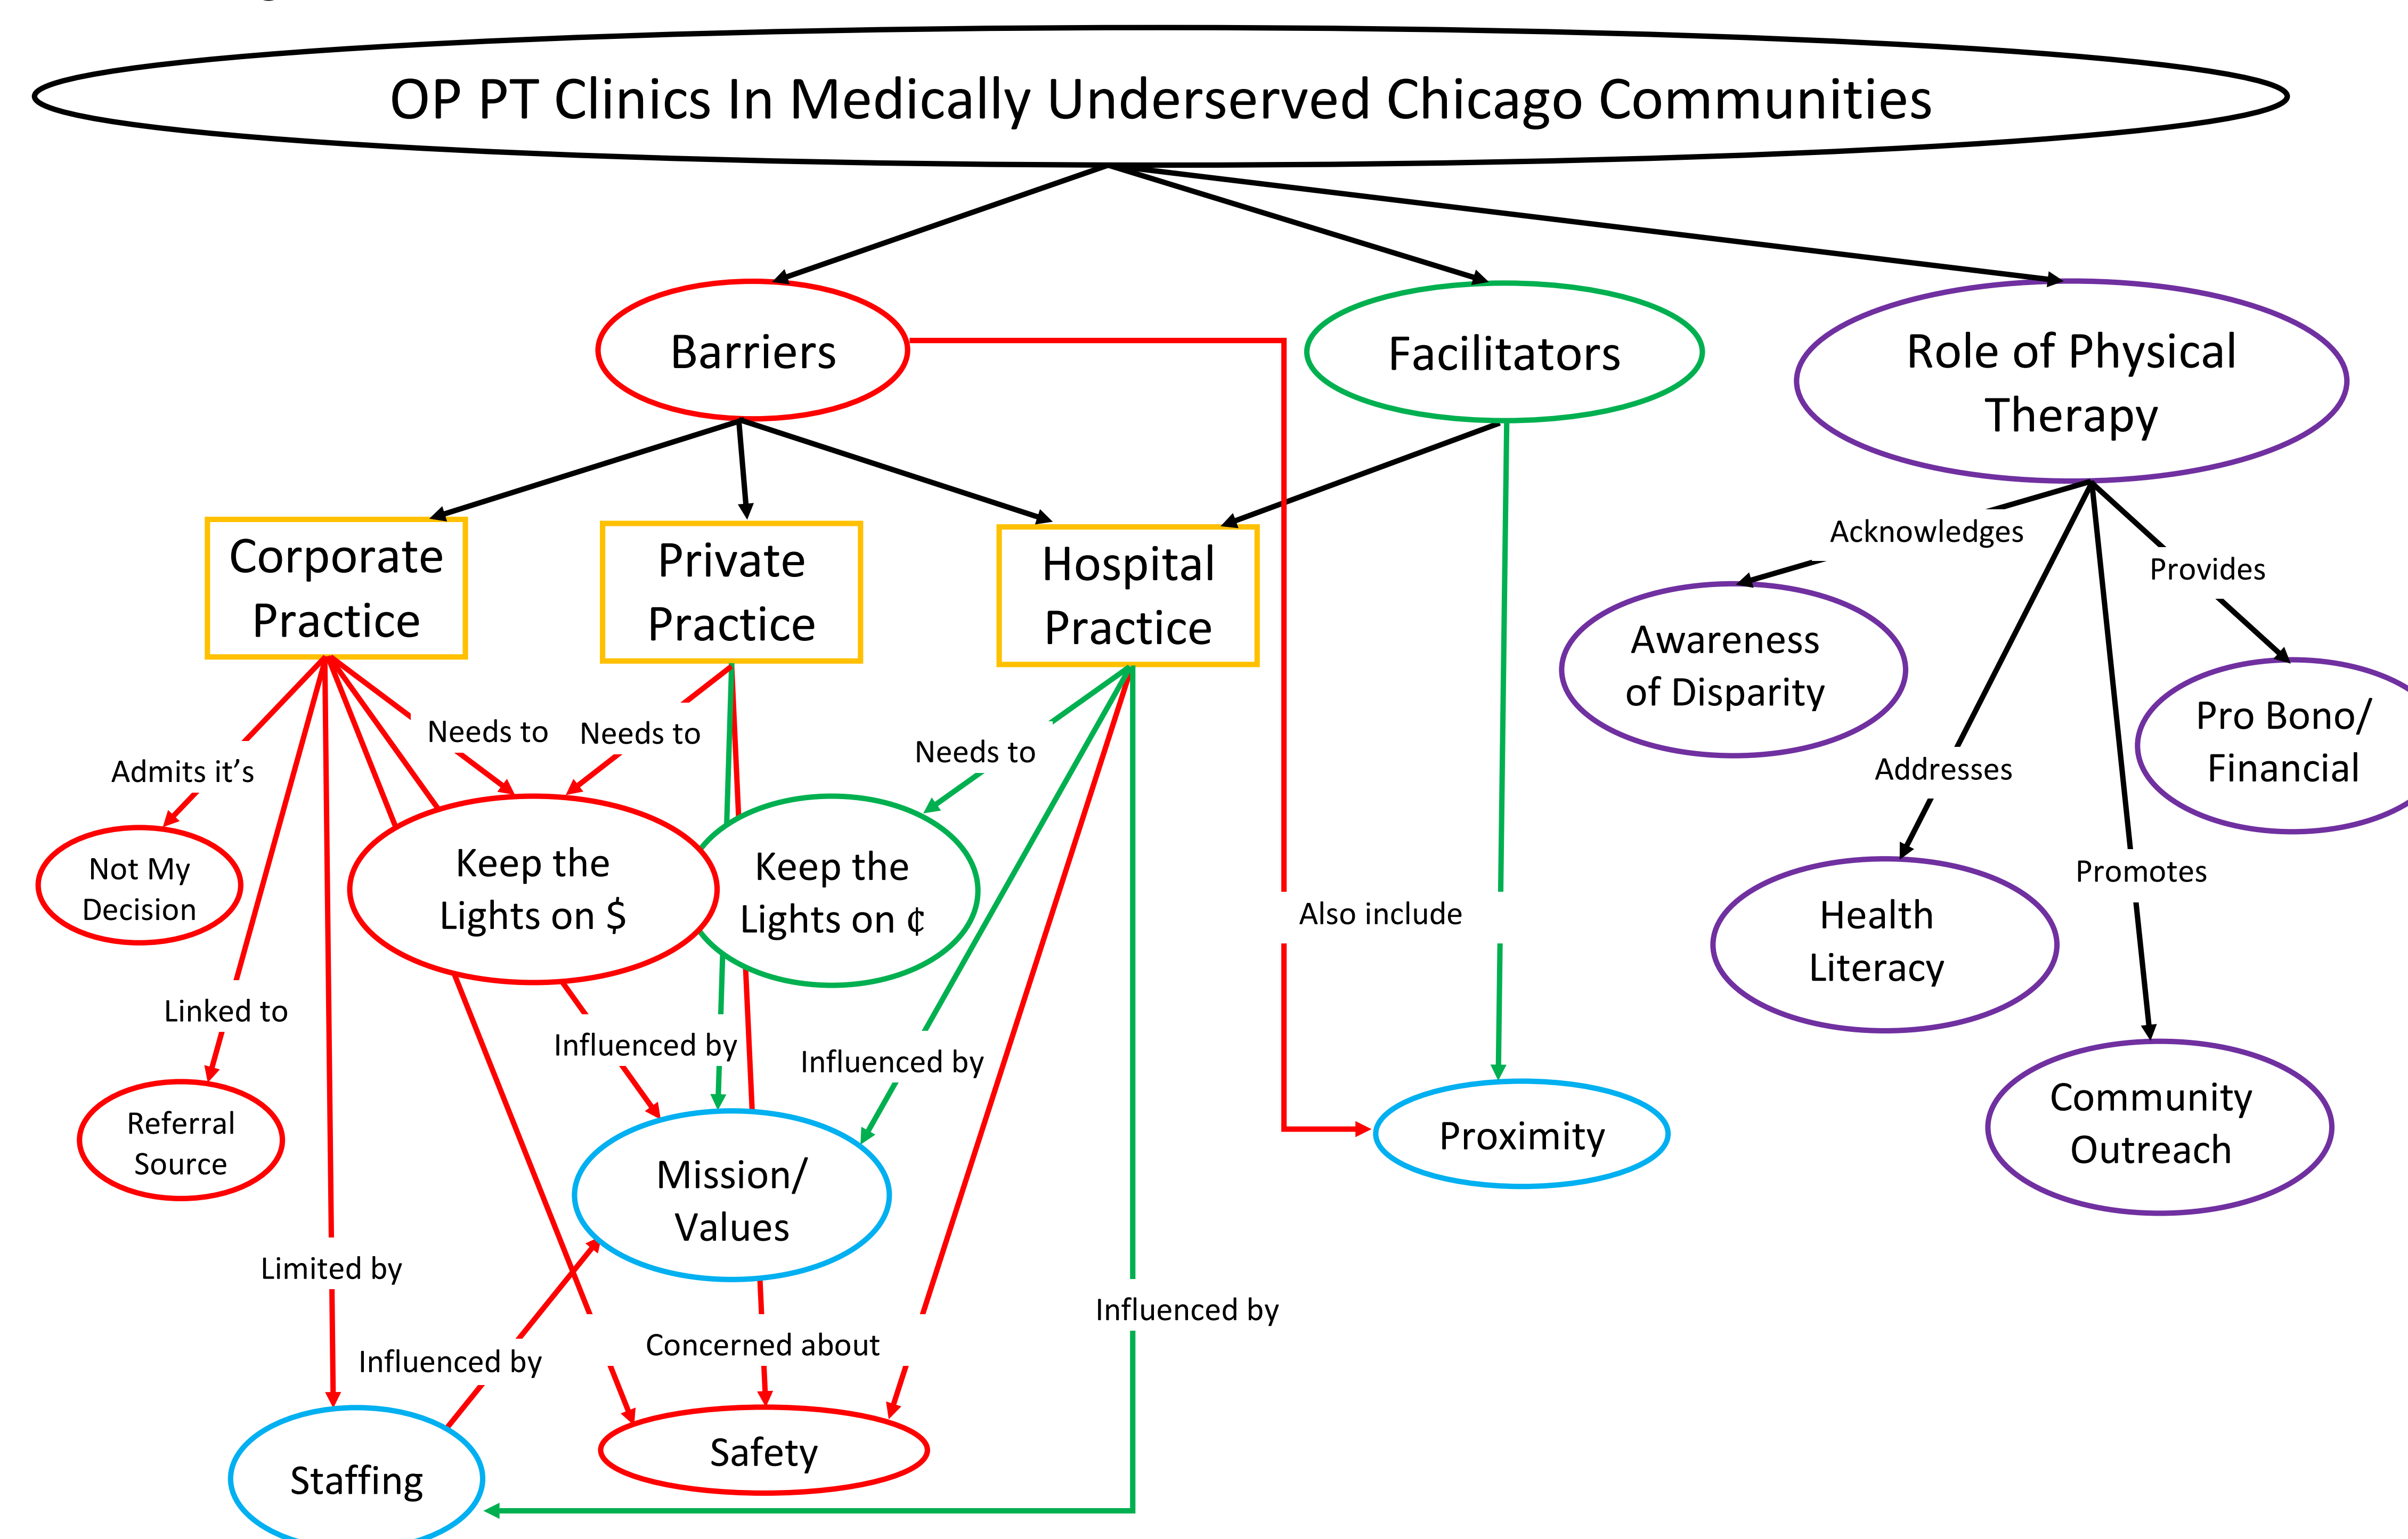 OP PT Clinics In Medically Underserved Chicago Communities
Barriers
Facilitators
Role of Physical
Therapy
Corporate
Practice
Private
Practice
Hospital
Practice
Acknowledges
Provides
Awareness
of Disparity
Pro Bono/
Financial
Needs to
Needs to
Needs to
Admits it's
Addresses
Not My
Decision
Keep the
Lights on $
Keep the
Lights on ¢
Also include
Health
Literacy
Promotes
Linked to
Influenced by
Influenced by
Referral
Source
Mission/
Values
Proximity
Community
Outreach
Limited by
Influenced by
Concerned about
Influenced by
Safety
Staffing